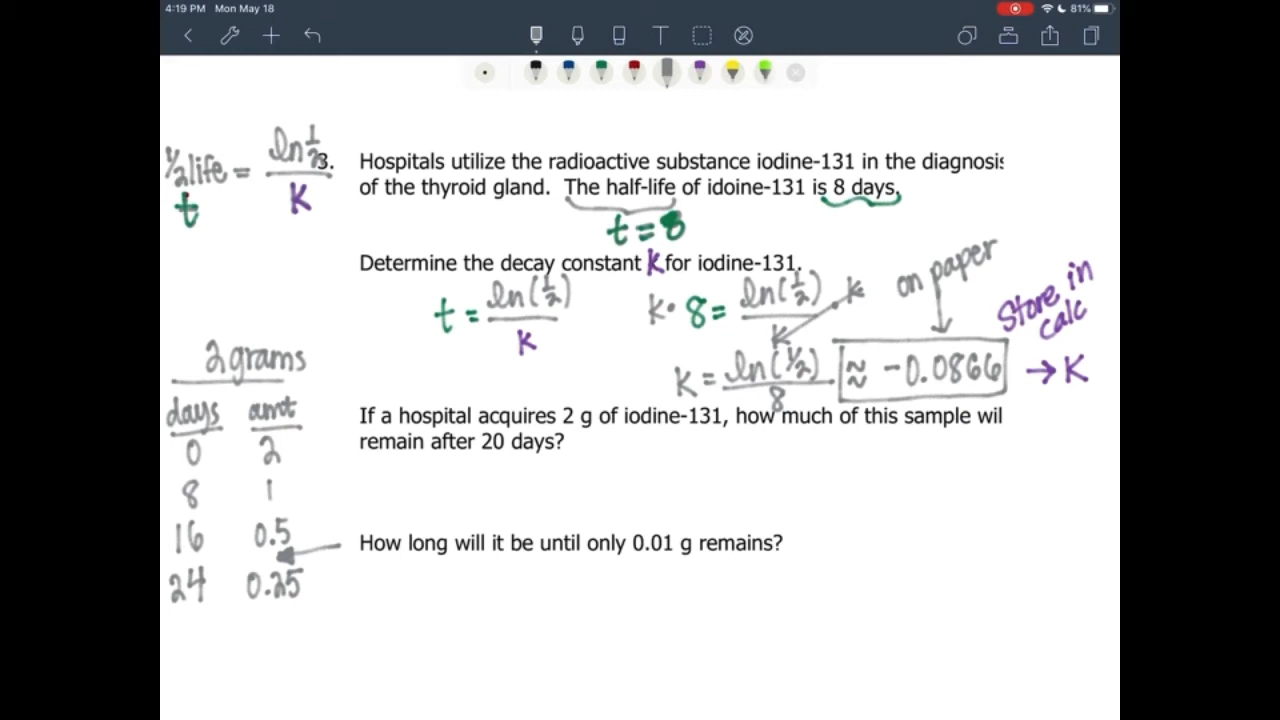 4:19 PM Mon May 18
81%
T
½ life = ln ½ / K
t
3. Hospitals utilize the radioactive substance iodine-131 in the diagnosis
of the thyroid gland. The half-life of idoine-131 is 8 days.
t = 8
Determine the decay constant K for iodine-131.
t = ln(½) / K
K · 8 = ln(½) / K · K
on paper
Store in
calc
K = ln(½) / 8 ≈ -0.0866 → K
2 grams
days amt
0 2
8 1
16 0.5
24 0.25
If a hospital acquires 2 g of iodine-131, how much of this sample wil
remain after 20 days?
How long will it be until only 0.01 g remains?